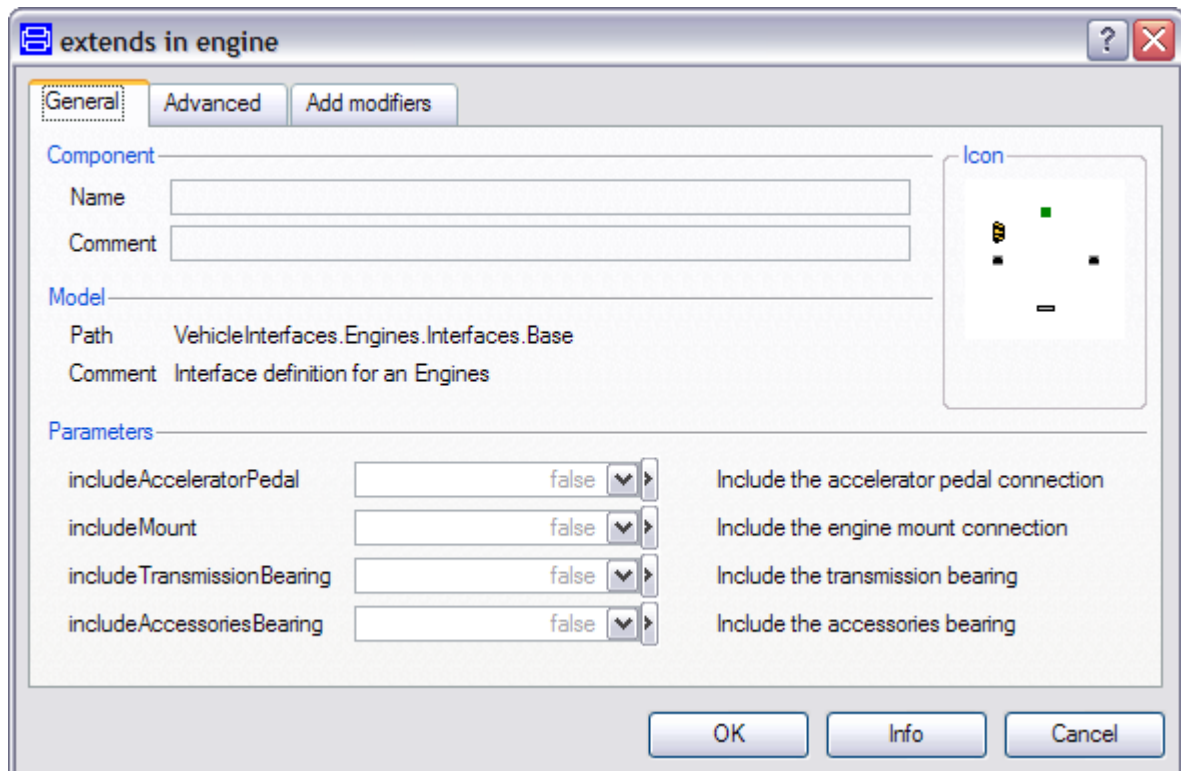 extends in engine
General Advanced Add modifiers
Component
Icon
Name
Comment
Model
Path VehicleInterfaces.Engines.Interfaces.Base
Comment Interface definition for an Engines
Parameters
includeAcceleratorPedal false Include the accelerator pedal connection
includeMount false Include the engine mount connection
includeTransmissionBearing false Include the transmission bearing
includeAccessoriesBearing false Include the accessories bearing
OK Info Cancel